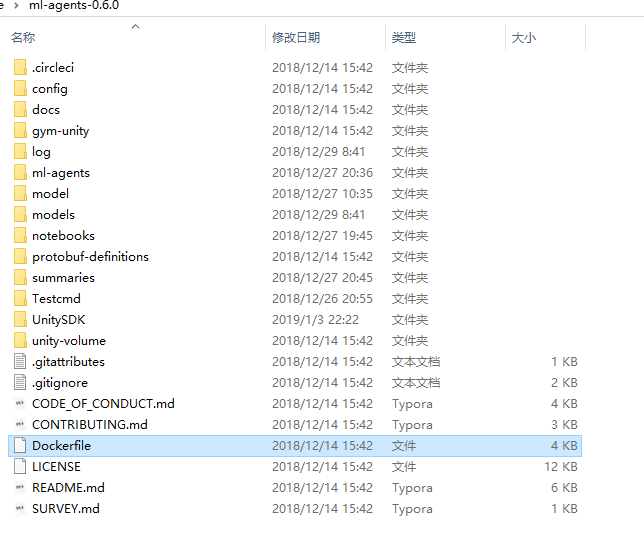 e > ml-agents-0.6.0
名称 修改日期 类型 大小
.circleci 2018/12/14 15:42 文件夹
config 2018/12/14 15:42 文件夹
docs 2018/12/14 15:42 文件夹
gym-unity 2018/12/14 15:42 文件夹
log 2018/12/29 8:41 文件夹
ml-agents 2018/12/27 20:36 文件夹
model 2018/12/27 10:35 文件夹
models 2018/12/29 8:41 文件夹
notebooks 2018/12/27 19:45 文件夹
protobuf-definitions 2018/12/14 15:42 文件夹
summaries 2018/12/27 20:45 文件夹
Testcmd 2018/12/26 20:55 文件夹
UnitySDK 2019/1/3 22:22 文件夹
unity-volume 2018/12/14 15:42 文件夹
.gitattributes 2018/12/14 15:42 文本文档 1 KB
.gitignore 2018/12/14 15:42 文本文档 2 KB
CODE_OF_CONDUCT.md 2018/12/14 15:42 Typora 4 KB
CONTRIBUTING.md 2018/12/14 15:42 Typora 3 KB
Dockerfile 2018/12/14 15:42 文件 4 KB
LICENSE 2018/12/14 15:42 文件 12 KB
README.md 2018/12/14 15:42 Typora 6 KB
SURVEY.md 2018/12/14 15:42 Typora 1 KB